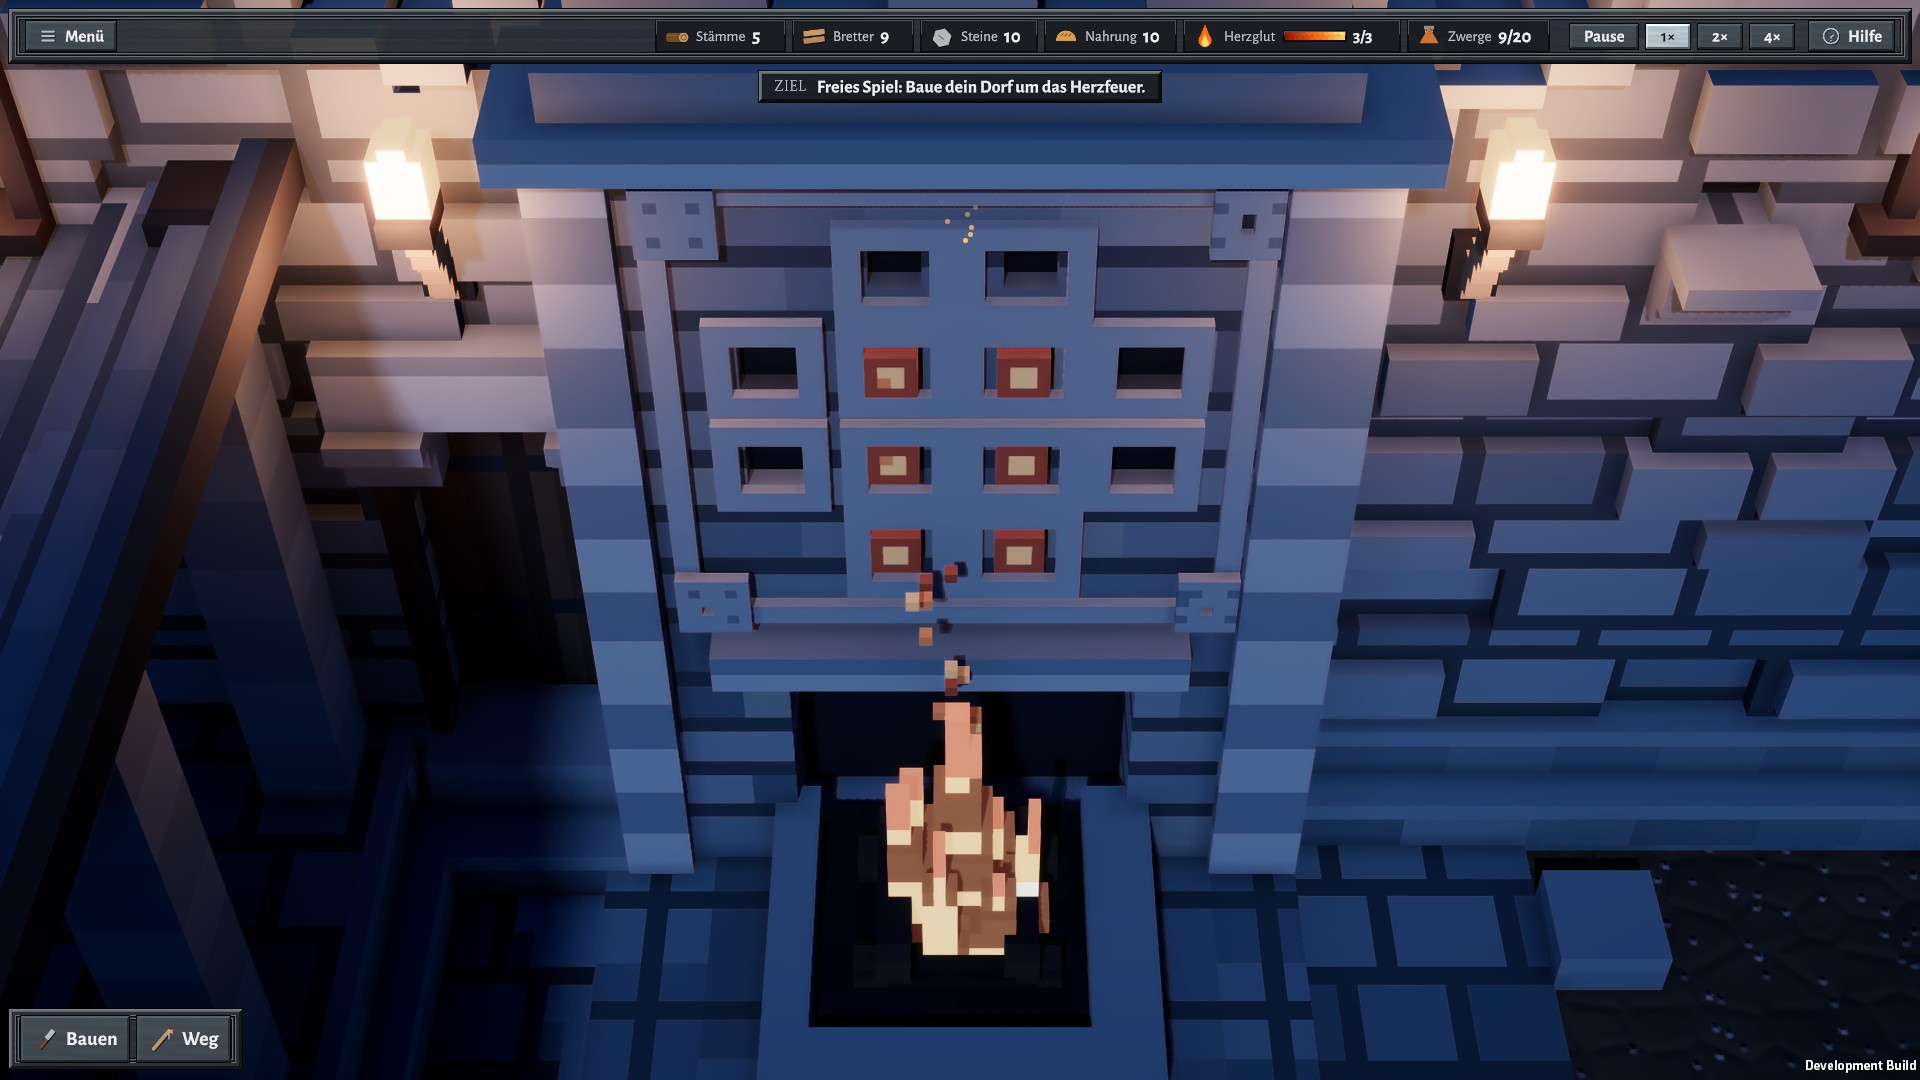 Menü
Stämme 5
Bretter 9
Steine 10
Nahrung 10
Herzglut 3/3
Zwerge 9/20
Pause
1×
2×
4×
Hilfe
ZIEL Freies Spiel: Baue dein Dorf um das Herzfeuer.
Bauen
Weg
Development Build